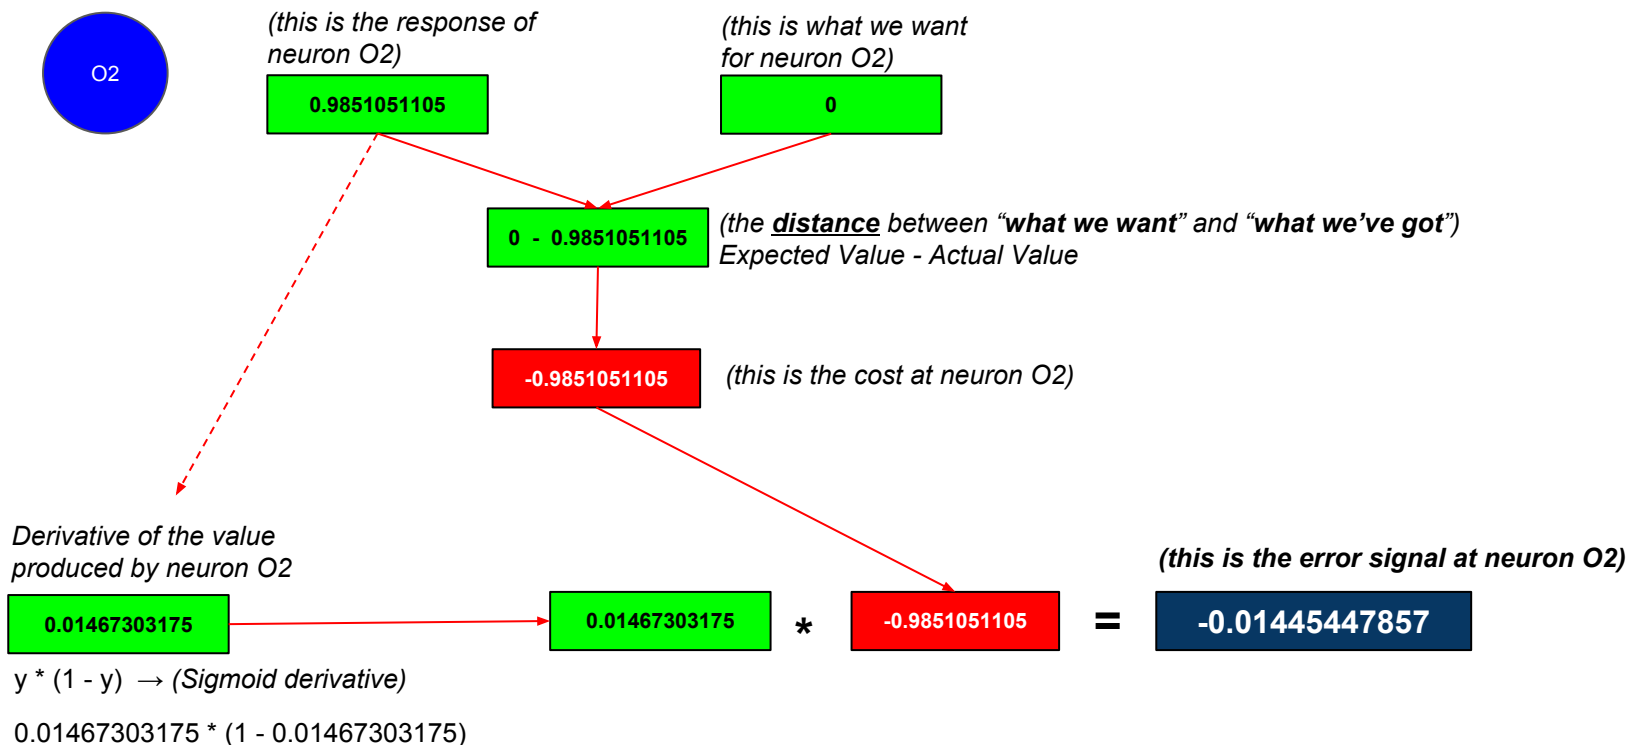 O2
(this is the response of
neuron O2)
0.9851051105
(this is what we want
for neuron O2)
0
0 - 0.9851051105
(the distance between “what we want” and “what we’ve got”)
Expected Value - Actual Value
-0.9851051105
(this is the cost at neuron O2)
Derivative of the value
produced by neuron O2
(this is the error signal at neuron O2)
0.01467303175
0.01467303175
*
-0.9851051105
=
-0.01445447857
y * (1 - y) → (Sigmoid derivative)
0.01467303175 * (1 - 0.01467303175)